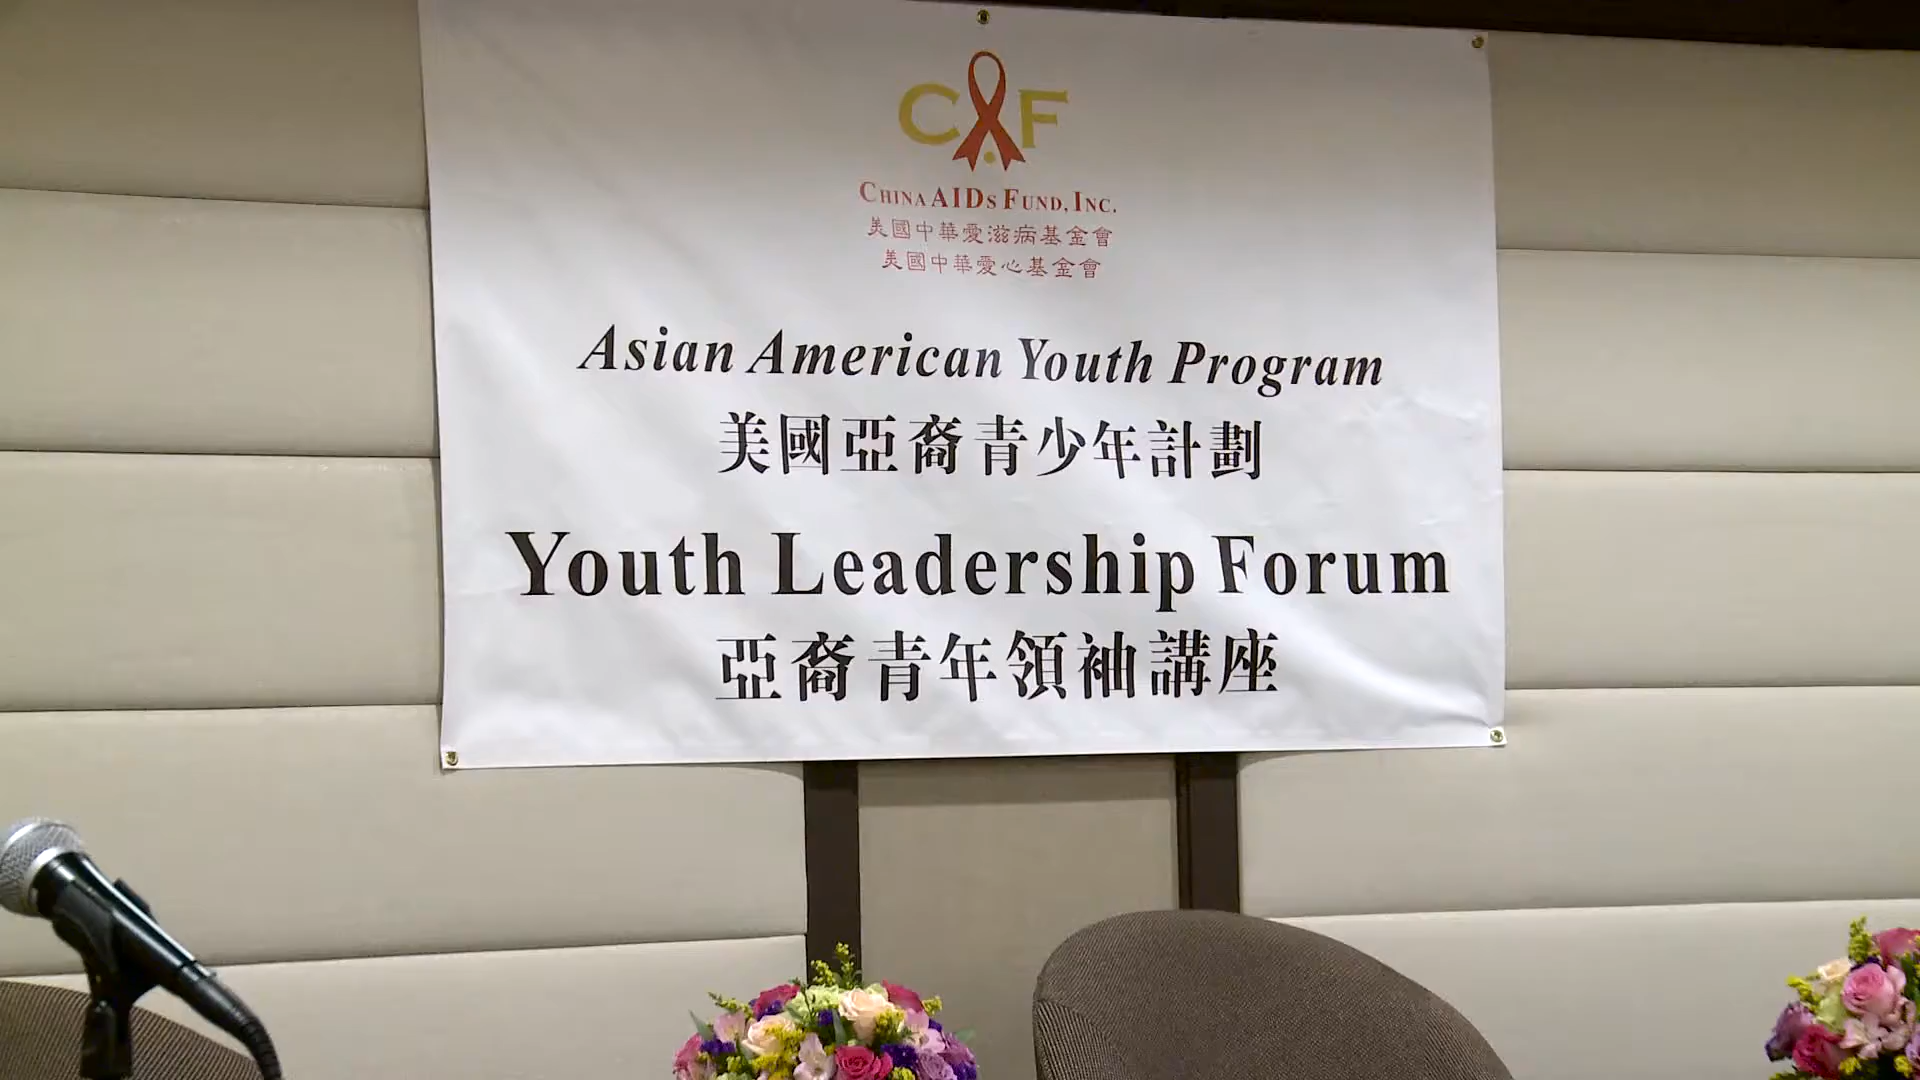 CAF
CHINA AIDS FUND, INC.
美國中華愛滋病基金會
美國中華愛心基金會
Asian American Youth Program
美國亞裔青少年計劃
Youth Leadership Forum
亞裔青年領袖講座